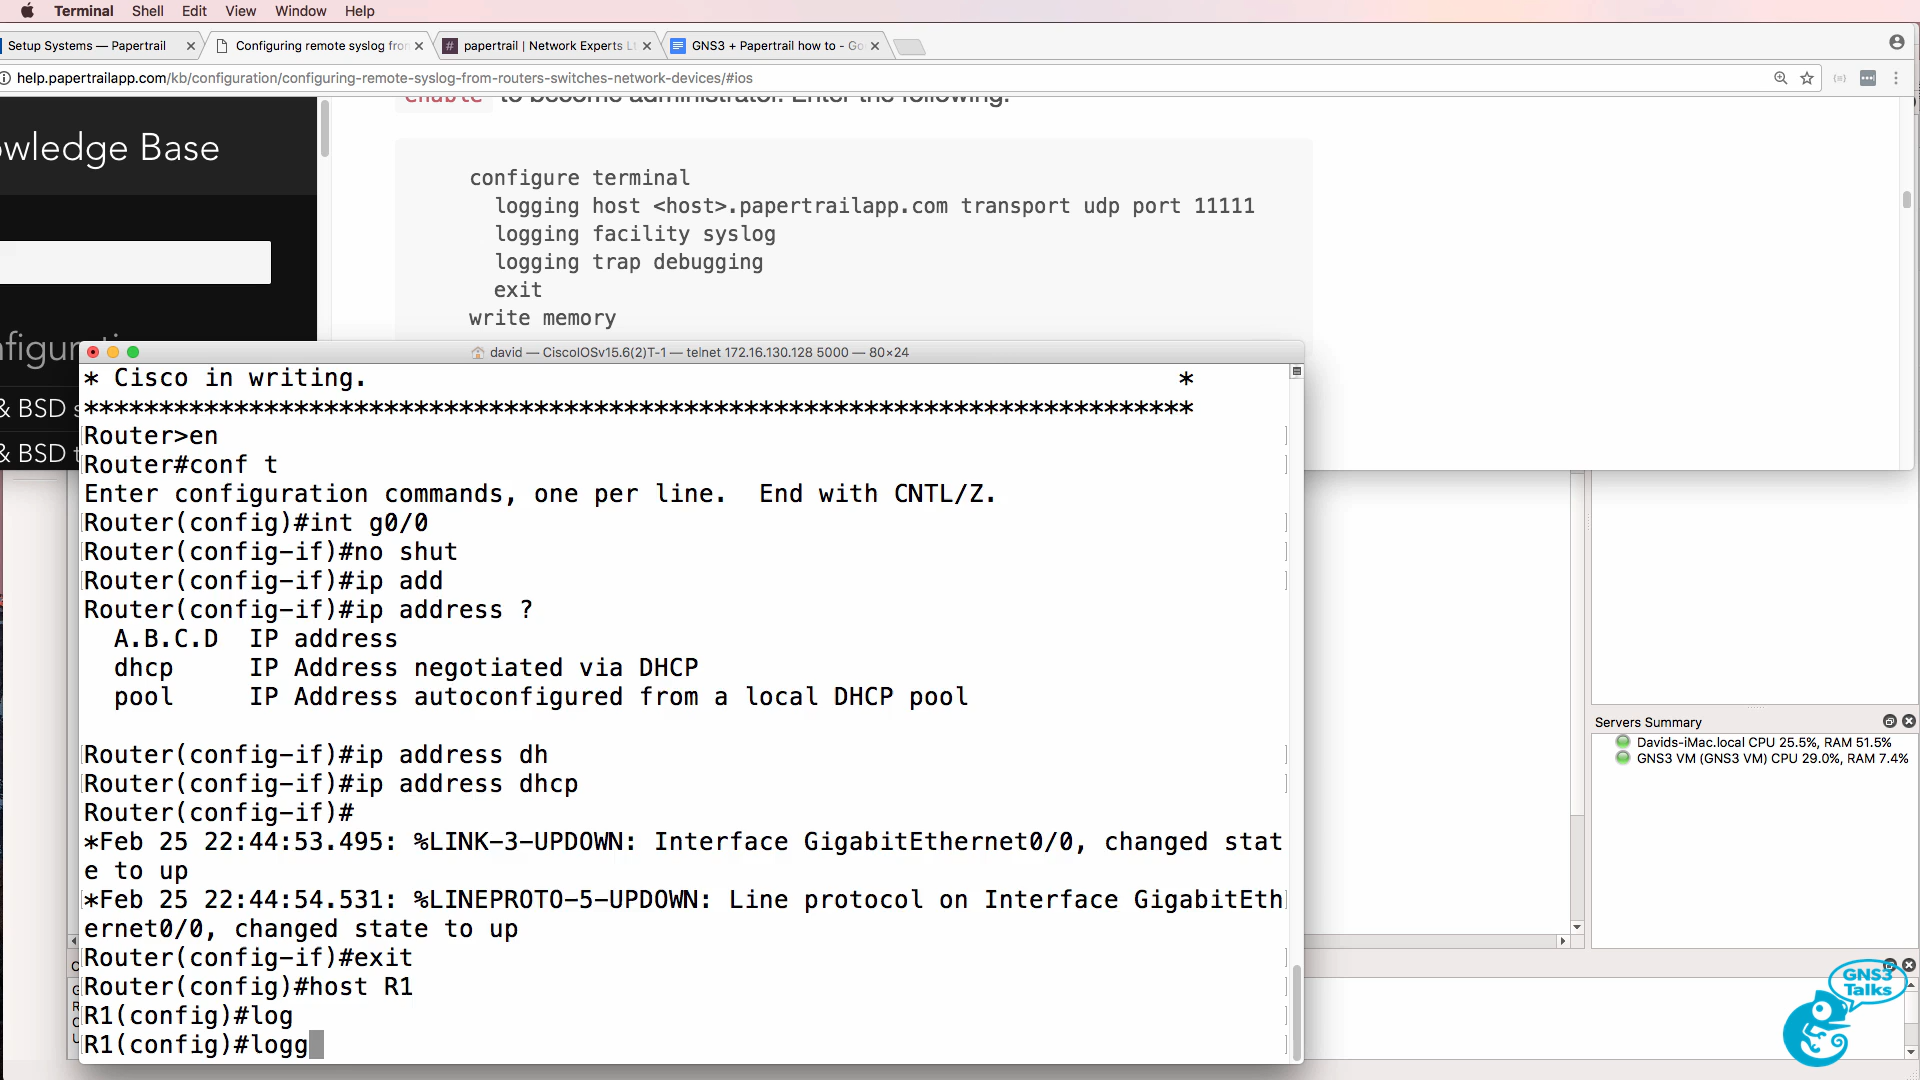 Terminal Shell Edit View Window Help
Setup Systems — Papertrail
Configuring remote syslog fro
papertrail | Network Experts L
GNS3 + Papertrail how to - Go
help.papertrailapp.com/kb/configuration/configuring-remote-syslog-from-routers-switches-network-devices/#ios
enable to become administrator. Enter the following:
owledge Base
configure terminal
logging host <host>.papertrailapp.com transport udp port 11111
logging facility syslog
logging trap debugging
exit
write memory
& BSD s
& BSD t
david — CiscoIOSv15.6(2)T-1 — telnet 172.16.130.128 5000 — 80×24
* Cisco in writing. *
**************************************************************************
Router>en
Router#conf t
Enter configuration commands, one per line. End with CNTL/Z.
Router(config)#int g0/0
Router(config-if)#no shut
Router(config-if)#ip add
Router(config-if)#ip address ?
A.B.C.D IP address
dhcp IP Address negotiated via DHCP
pool IP Address autoconfigured from a local DHCP pool
Router(config-if)#ip address dh
Router(config-if)#ip address dhcp
Router(config-if)#
*Feb 25 22:44:53.495: %LINK-3-UPDOWN: Interface GigabitEthernet0/0, changed stat
e to up
*Feb 25 22:44:54.531: %LINEPROTO-5-UPDOWN: Line protocol on Interface GigabitEth
ernet0/0, changed state to up
Router(config-if)#exit
Router(config)#host R1
R1(config)#log
R1(config)#logg
Servers Summary
Davids-iMac.local CPU 25.5%, RAM 51.5%
GNS3 VM (GNS3 VM) CPU 29.0%, RAM 7.4%
GNS3
Talks